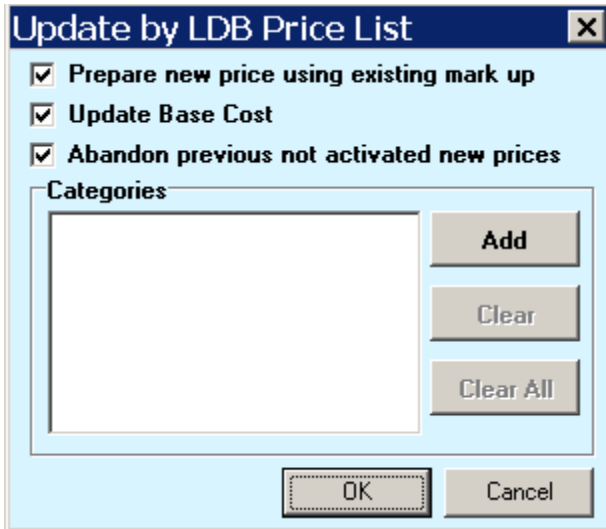 Update by LDB Price List
Prepare new price using existing mark up
Update Base Cost
Abandon previous not activated new prices
Categories
Add
Clear
Clear All
OK
Cancel